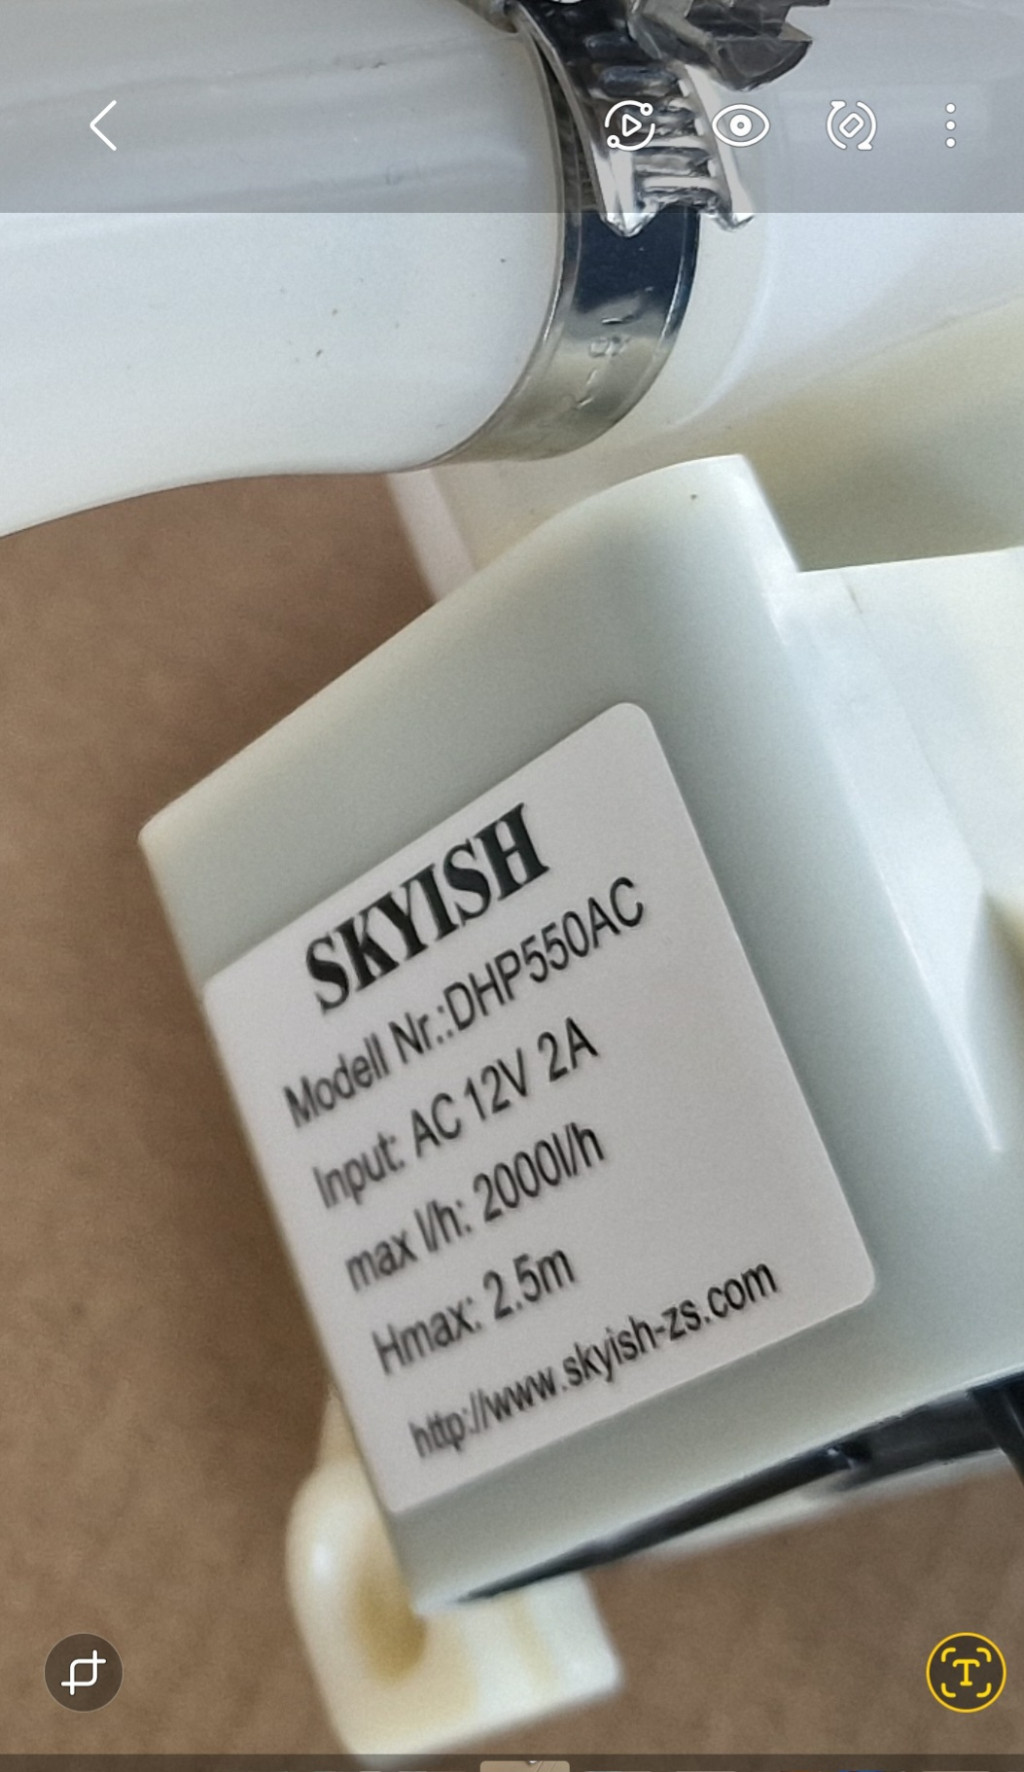 SKYISH
Modell Nr.:DHP550AC
Input: AC 12V 2A
max l/h: 2000l/h
Hmax: 2.5m
http://www.skyish-zs.com